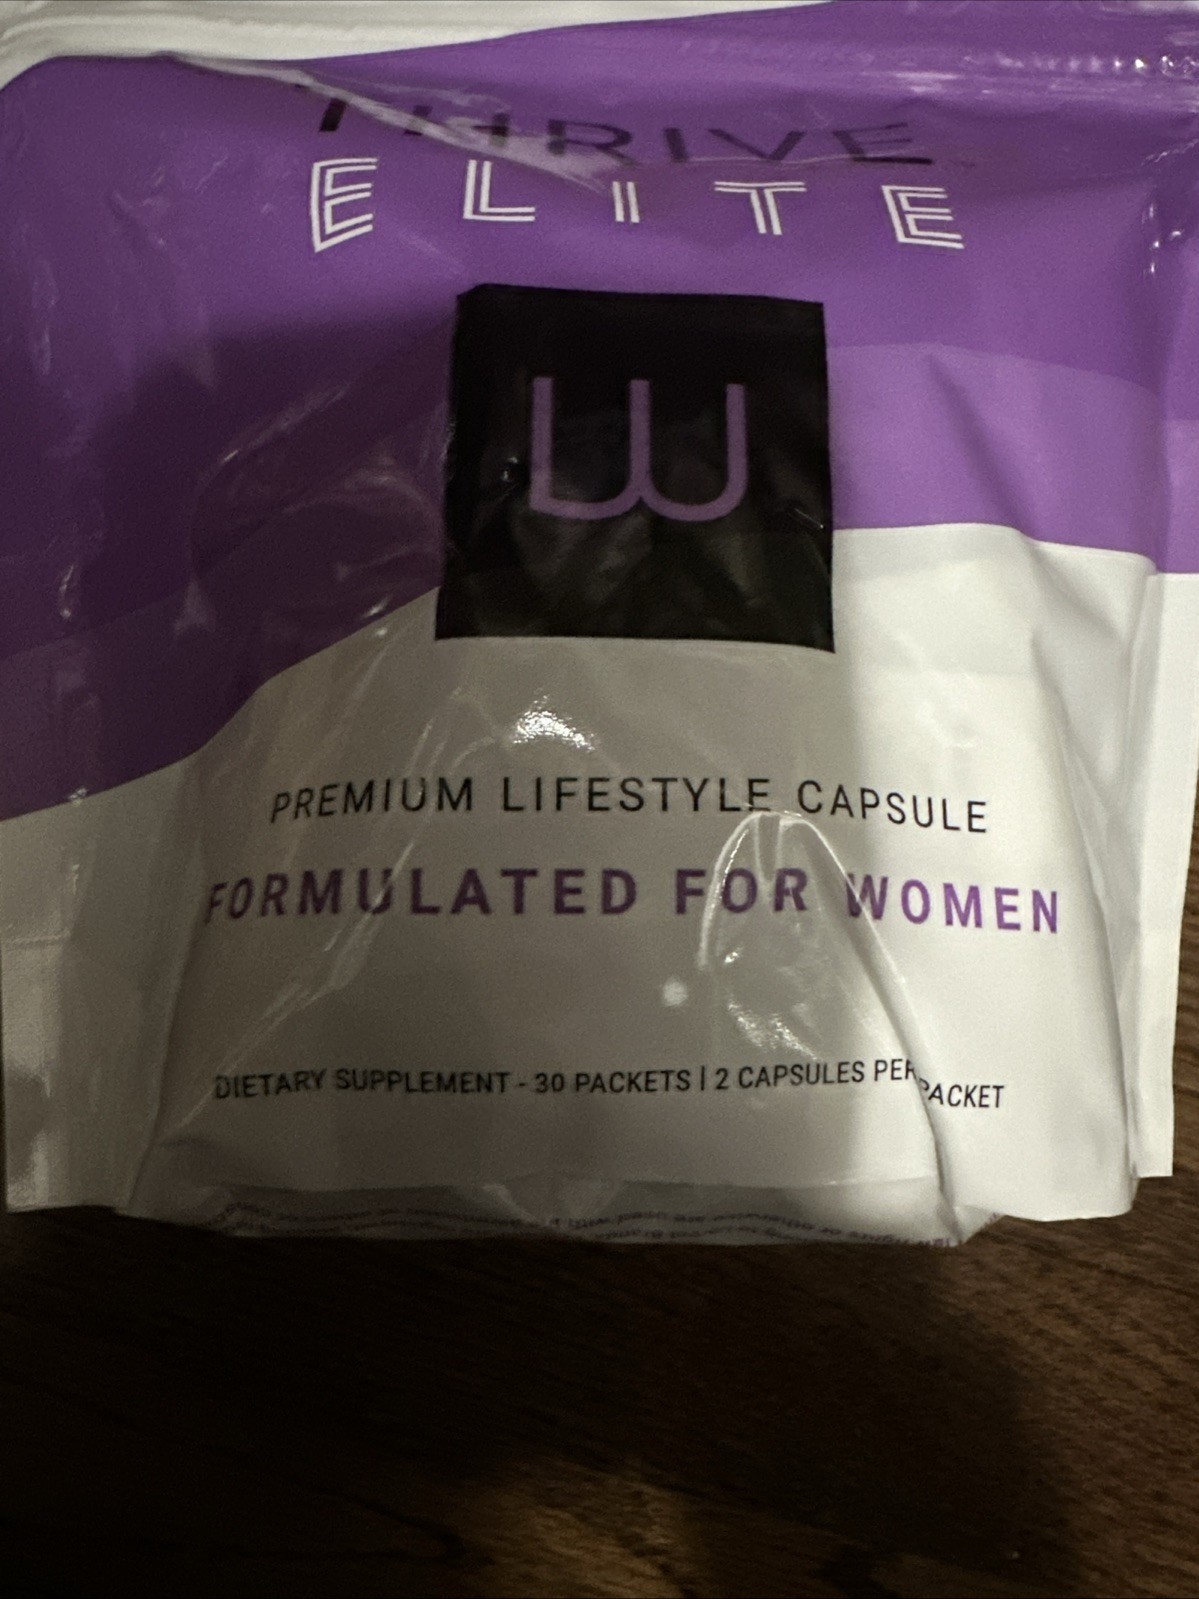 THRIVE
ELITE
W
PREMIUM LIFESTYLE CAPSULE
FORMULATED FOR WOMEN
DIETARY SUPPLEMENT - 30 PACKETS | 2 CAPSULES PER PACKET